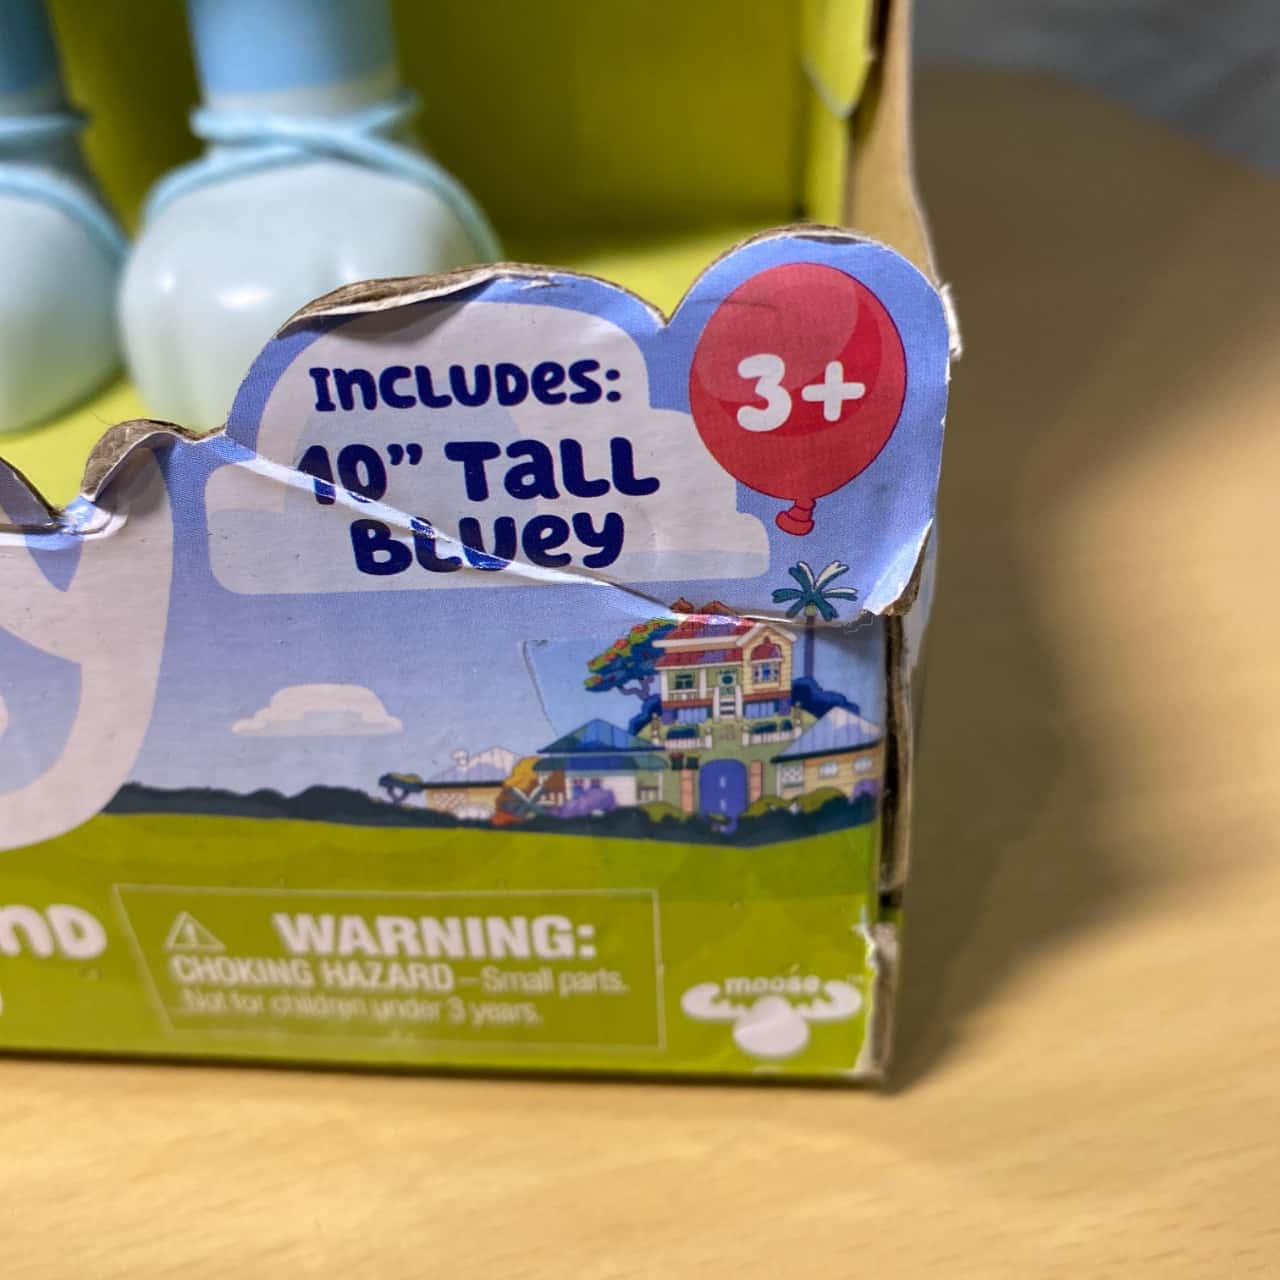 INCLUDES:
3+
10" TALL
BLUEY
WARNING:
CHOKING HAZARD – Small parts.
Not for children under 3 years.
moose